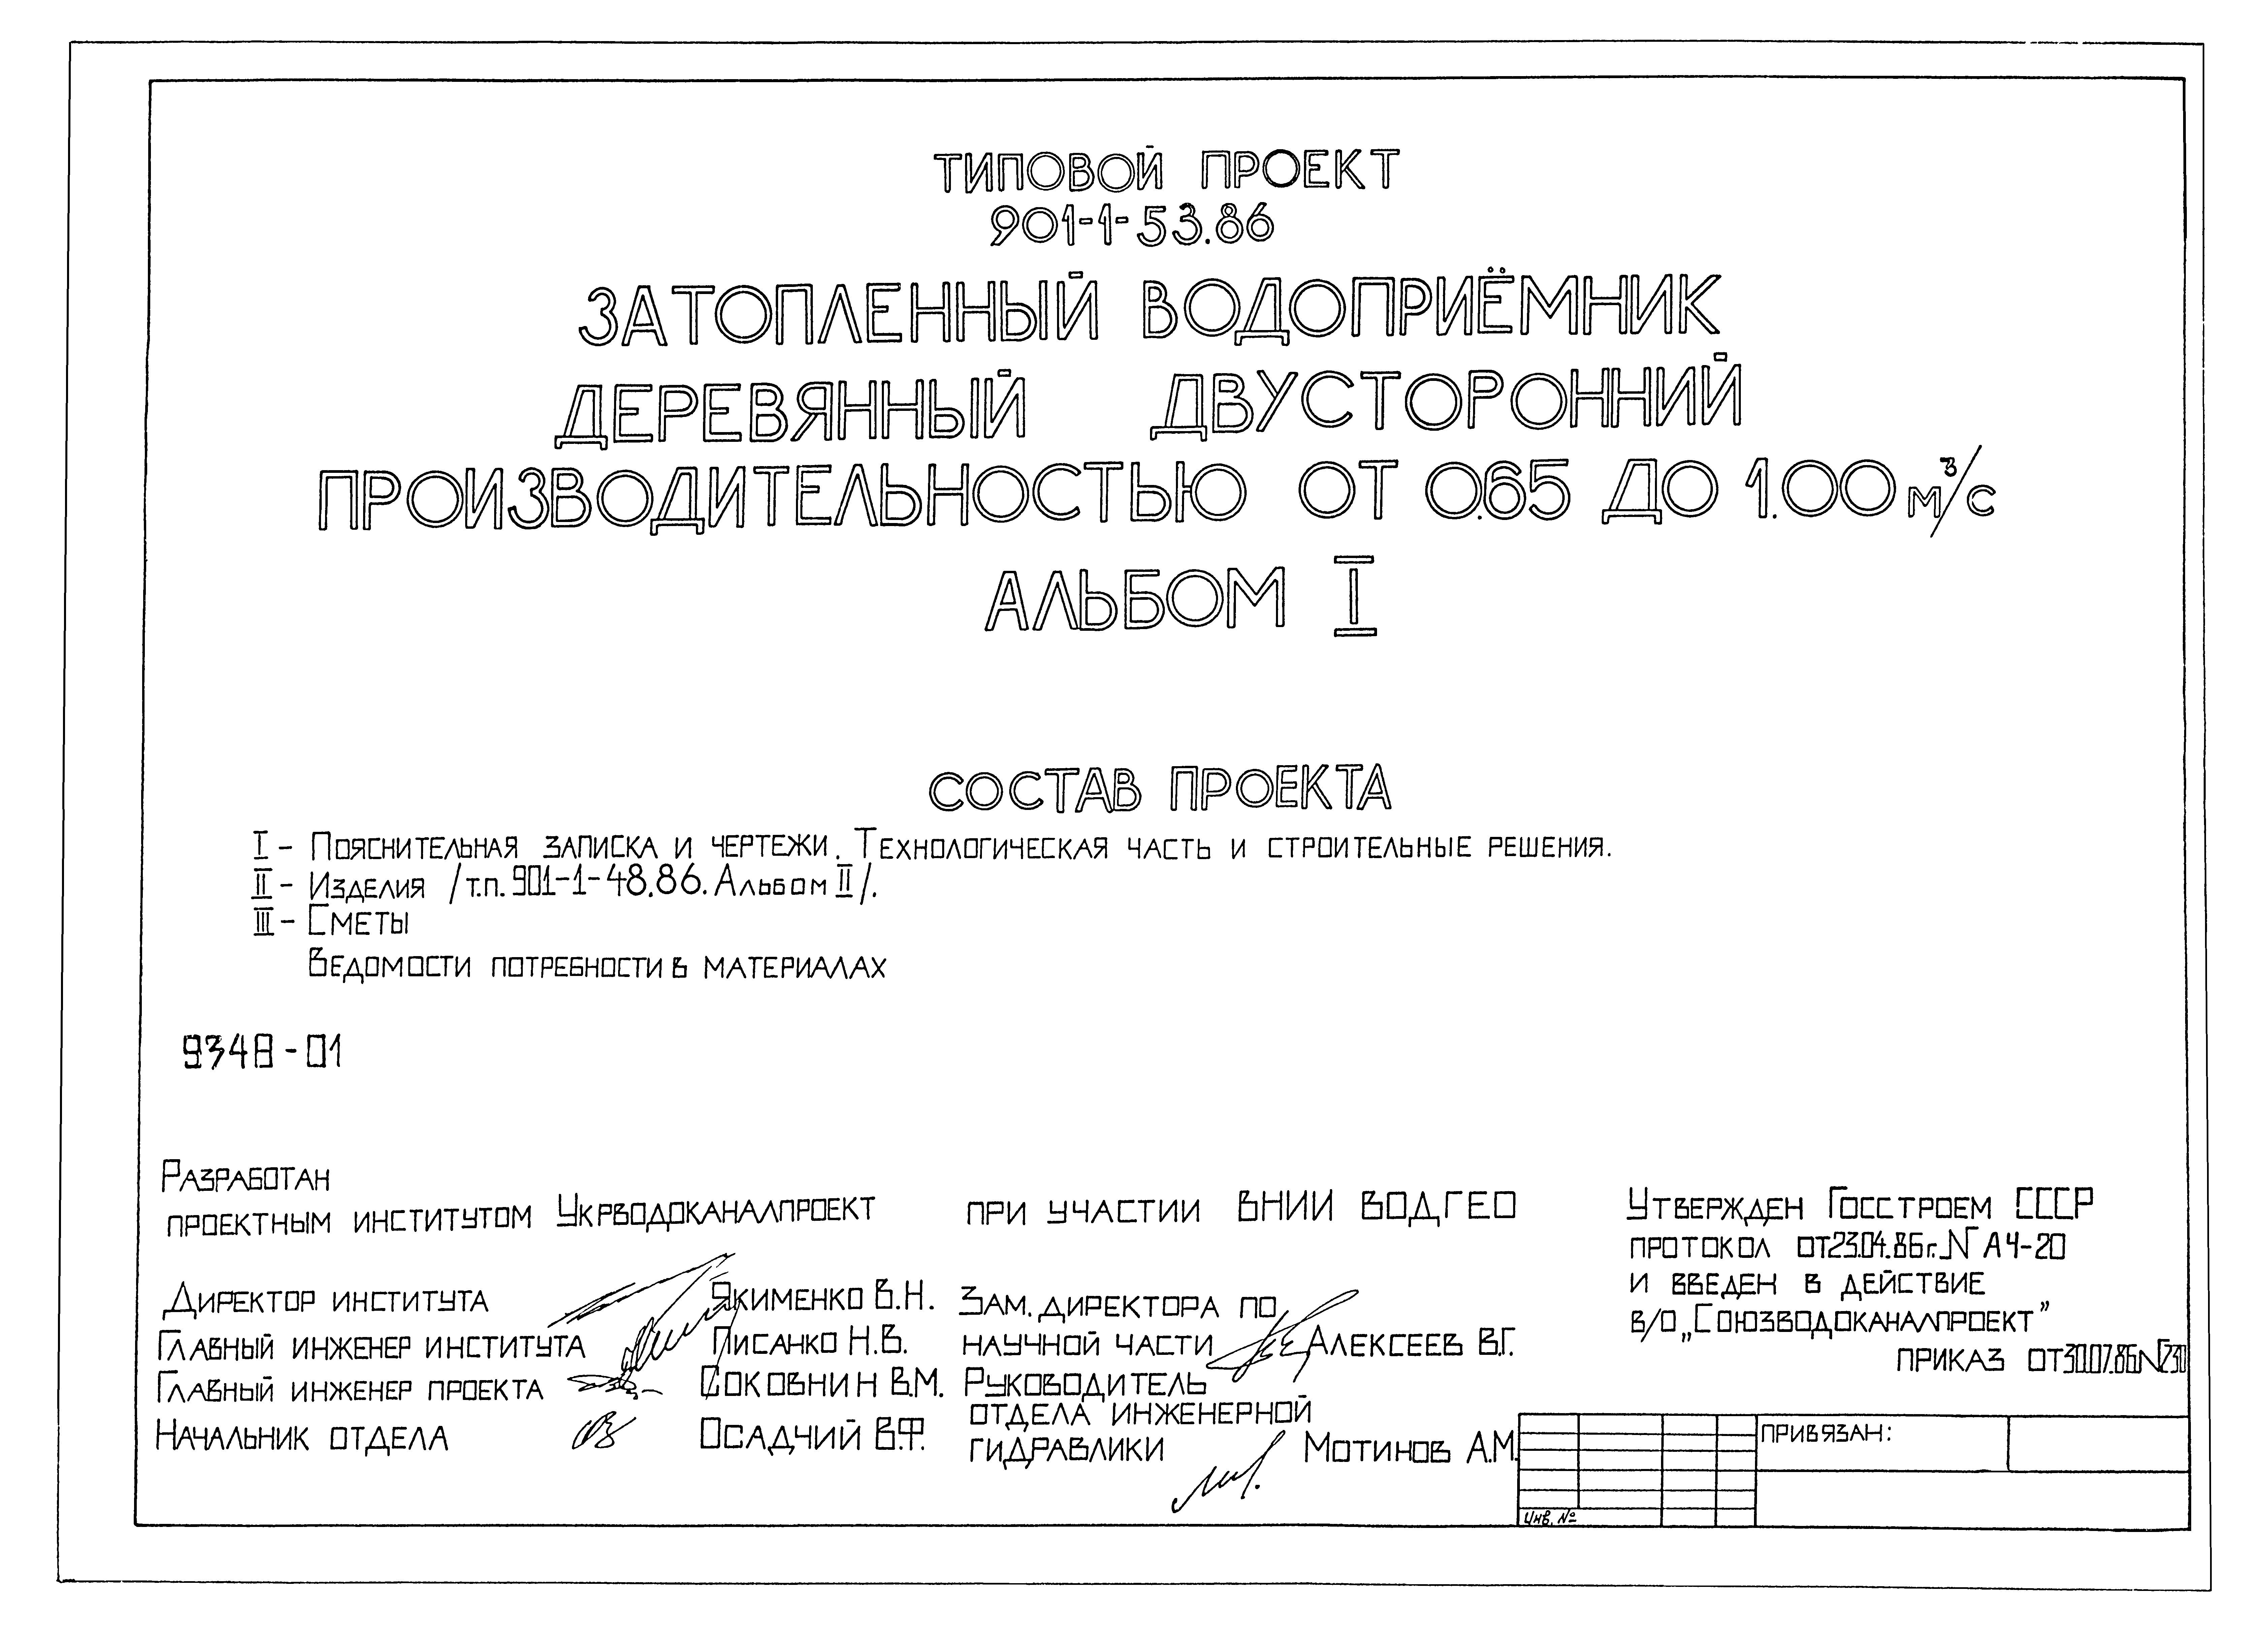 ТИПОВОЙ ПРОЕКТ
901-1-53.86
ЗАТОПЛЕННЫЙ ВОДОПРИЁМНИК
ДЕРЕВЯННЫЙ ДВУСТОРОННИЙ
ПРОИЗВОДИТЕЛЬНОСТЬЮ ОТ 0.65 ДО 1.00 м³/с
АЛЬБОМ I
СОСТАВ ПРОЕКТА
I - Пояснительная записка и чертежи. Технологическая часть и строительные решения.
II - Изделия /т.п. 901-1-48.86. Альбом II/.
III - Сметы
Ведомости потребности в материалах
9348-01
Разработан
проектным институтом Укрводоканалпроект
Директор института Якименко В.Н.
Главный инженер института Писанко Н.В.
Главный инженер проекта Соковнин В.М.
Начальник отдела Осадчий В.Ф.
при участии ВНИИ ВОДГЕО
Зам. директора по
научной части Алексеев В.Г.
Руководитель
отдела инженерной
гидравлики Мотинов А.М.
Утвержден Госстроем СССР
протокол от 23.04.86г. N АЧ-20
и введен в действие
в/о „Союзводоканалпроект”
приказ от 30.07.86 N 230
Привязан:
Инв. №